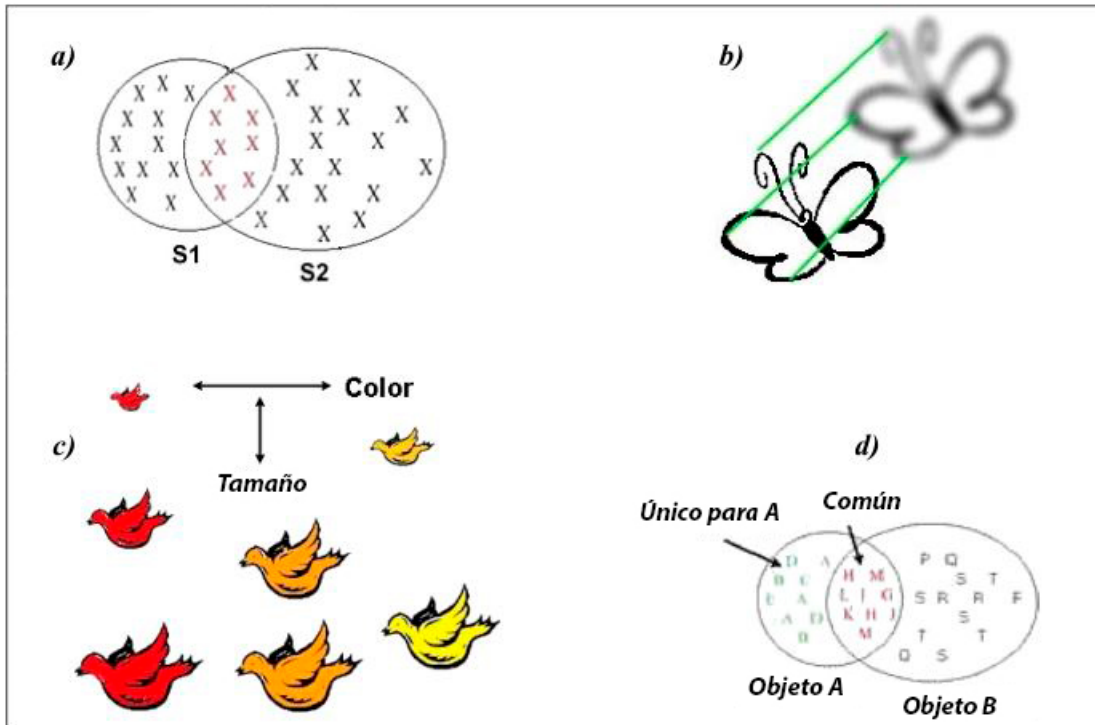 a)
X X X X
X X X X
X X X X X
X X X X X
X X X X X X
X X X X X X
X X X X X X
X X X
S1
S2
b)
Color
c)
Tamaño
d)
Único para A
Común
D A H M P Q
B C S T
E A L I G S R R F
A D K H J S
B M T T
Q S
Objeto A
Objeto B